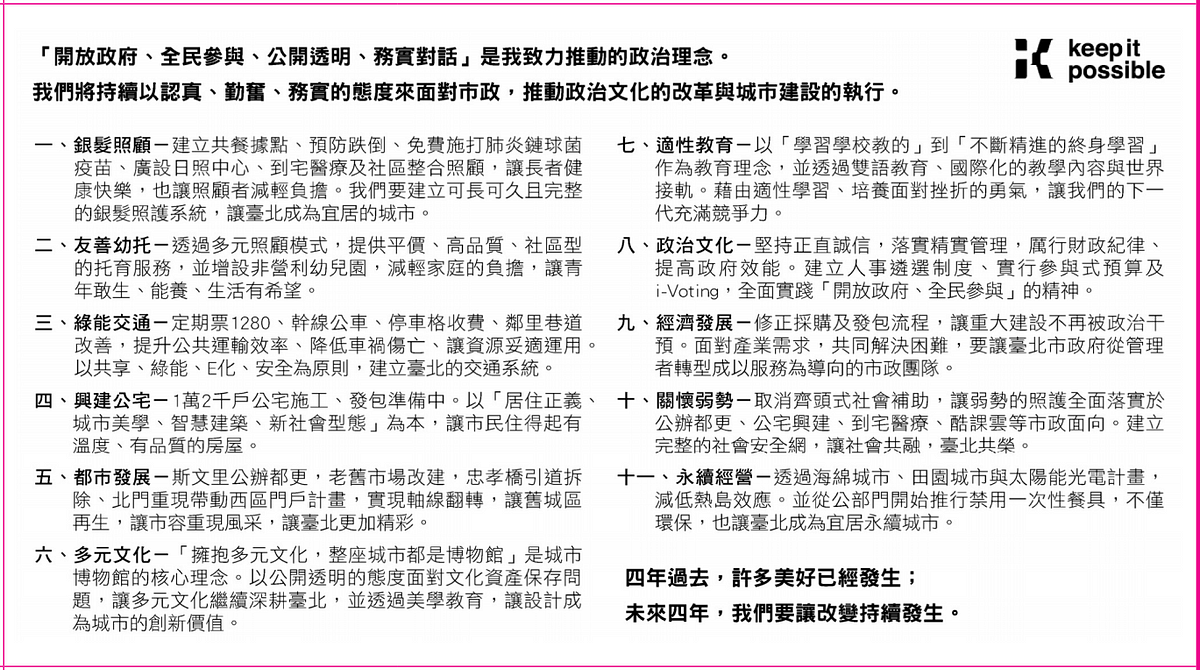 「開放政府、全民參與、公開透明、務實對話」是我致力推動的政治理念。
我們將持續以認真、勤奮、務實的態度來面對市政，推動政治文化的改革與城市建設的執行。
keep it
possible
一、銀髮照顧－建立共餐據點、預防跌倒、免費施打肺炎鏈球菌
疫苗、廣設日照中心、到宅醫療及社區整合照顧，讓長者健
康快樂，也讓照顧者減輕負擔。我們要建立可長可久且完整
的銀髮照護系統，讓臺北成為宜居的城市。
二、友善幼托－透過多元照顧模式，提供平價、高品質、社區型
的托育服務，並增設非營利幼兒園，減輕家庭的負擔，讓青
年敢生、能養、生活有希望。
三、綠能交通－定期票1280、幹線公車、停車格收費、鄰里巷道
改善，提升公共運輸效率、降低車禍傷亡、讓資源妥適運用。
以共享、綠能、E化、安全為原則，建立臺北的交通系統。
四、興建公宅－1萬2千戶公宅施工、發包準備中。以「居住正義、
城市美學、智慧建築、新社會型態」為本，讓市民住得起有
溫度、有品質的房屋。
五、都市發展－斯文里公辦都更，老舊市場改建，忠孝橋引道拆
除、北門重現帶動西區門戶計畫，實現軸線翻轉，讓舊城區
再生，讓市容重現風采，讓臺北更加精彩。
六、多元文化－「擁抱多元文化，整座城市都是博物館」是城市
博物館的核心理念。以公開透明的態度面對文化資產保存問
題，讓多元文化繼續深耕臺北，並透過美學教育，讓設計成
為城市的創新價值。
七、適性教育－以「學習學校教的」到「不斷精進的終身學習」
作為教育理念，並透過雙語教育、國際化的教學內容與世界
接軌。藉由適性學習、培養面對挫折的勇氣，讓我們的下一
代充滿競爭力。
八、政治文化－堅持正直誠信，落實精實管理，厲行財政紀律、
提高政府效能。建立人事遴選制度、實行參與式預算及
i-Voting，全面實踐「開放政府、全民參與」的精神。
九、經濟發展－修正採購及發包流程，讓重大建設不再被政治干
預。面對產業需求，共同解決困難，要讓臺北市政府從管理
者轉型成以服務為導向的市政團隊。
十、關懷弱勢－取消齊頭式社會補助，讓弱勢的照護全面落實於
公辦都更、公宅興建、到宅醫療、酷課雲等市政面向。建立
完整的社會安全網，讓社會共融，臺北共榮。
十一、永續經營－透過海綿城市、田園城市與太陽能光電計畫，
減低熱島效應。並從公部門開始推行禁用一次性餐具，不僅
環保，也讓臺北成為宜居永續城市。
四年過去，許多美好已經發生；
未來四年，我們要讓改變持續發生。